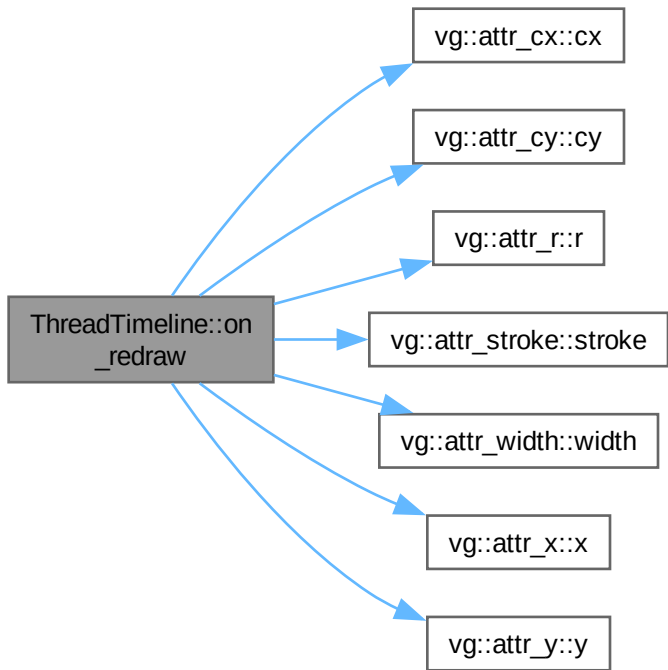 ThreadTimeline::on
_redraw
vg::attr_cx::cx
vg::attr_cy::cy
vg::attr_r::r
vg::attr_stroke::stroke
vg::attr_width::width
vg::attr_x::x
vg::attr_y::y